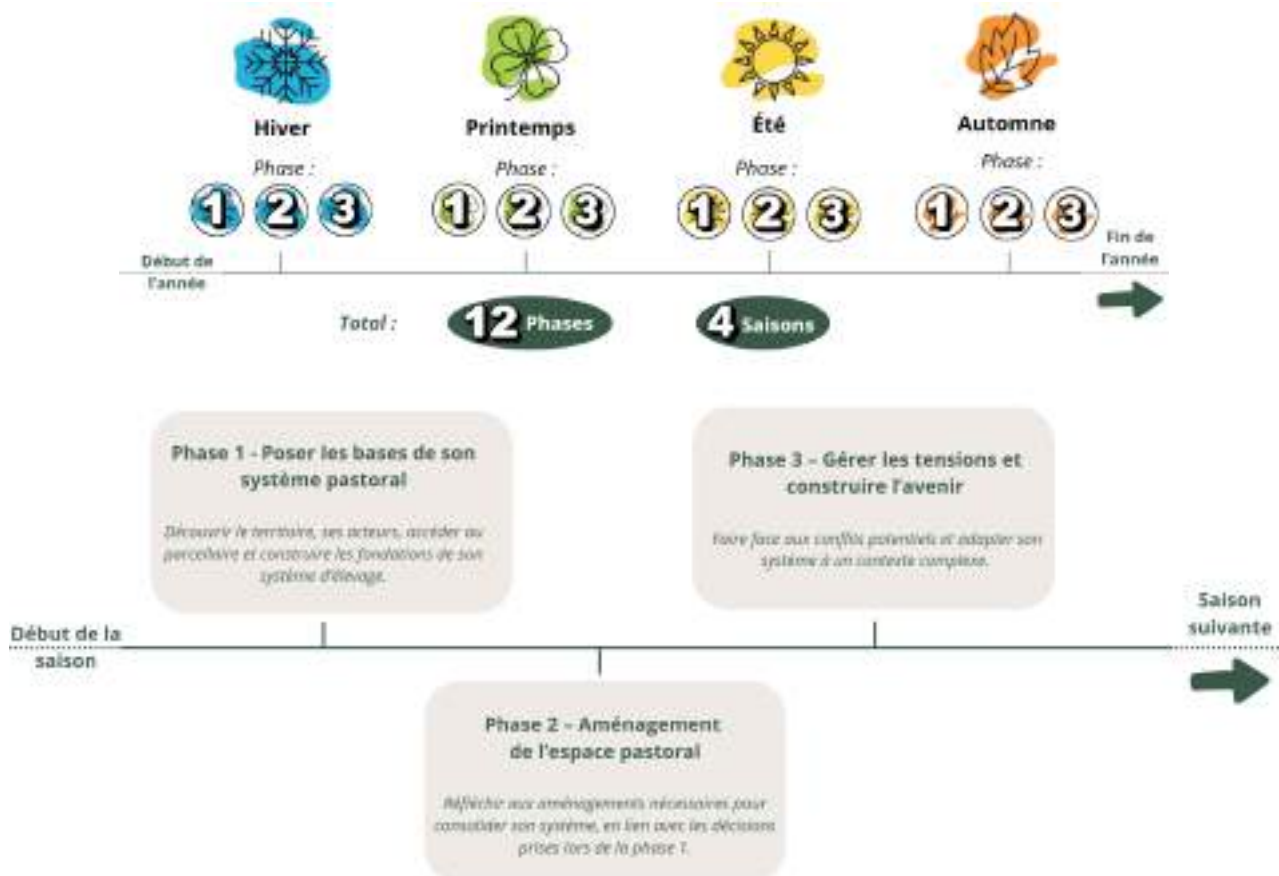 Hiver
Printemps
Été
Automne
Phase :
Phase :
Phase :
Phase :
1 2 3
1 2 3
1 2 3
1 2 3
Début de
l'année
Fin de
l'année
Total :
12 Phases
4 Saisons
Phase 1 - Poser les bases de son
système pastoral
Découvrir le territoire, ses acteurs, accéder au
parcellaire et construire les fondations de son
système d'élevage.
Phase 3 – Gérer les tensions et
construire l'avenir
Faire face aux conflits potentiels et adapter son
système à un contexte complexe.
Début de la
saison
Saison
suivante
Phase 2 – Aménagement
de l'espace pastoral
Réfléchir aux aménagements nécessaires pour
consolider son système, en lien avec les décisions
prises lors de la phase 1.